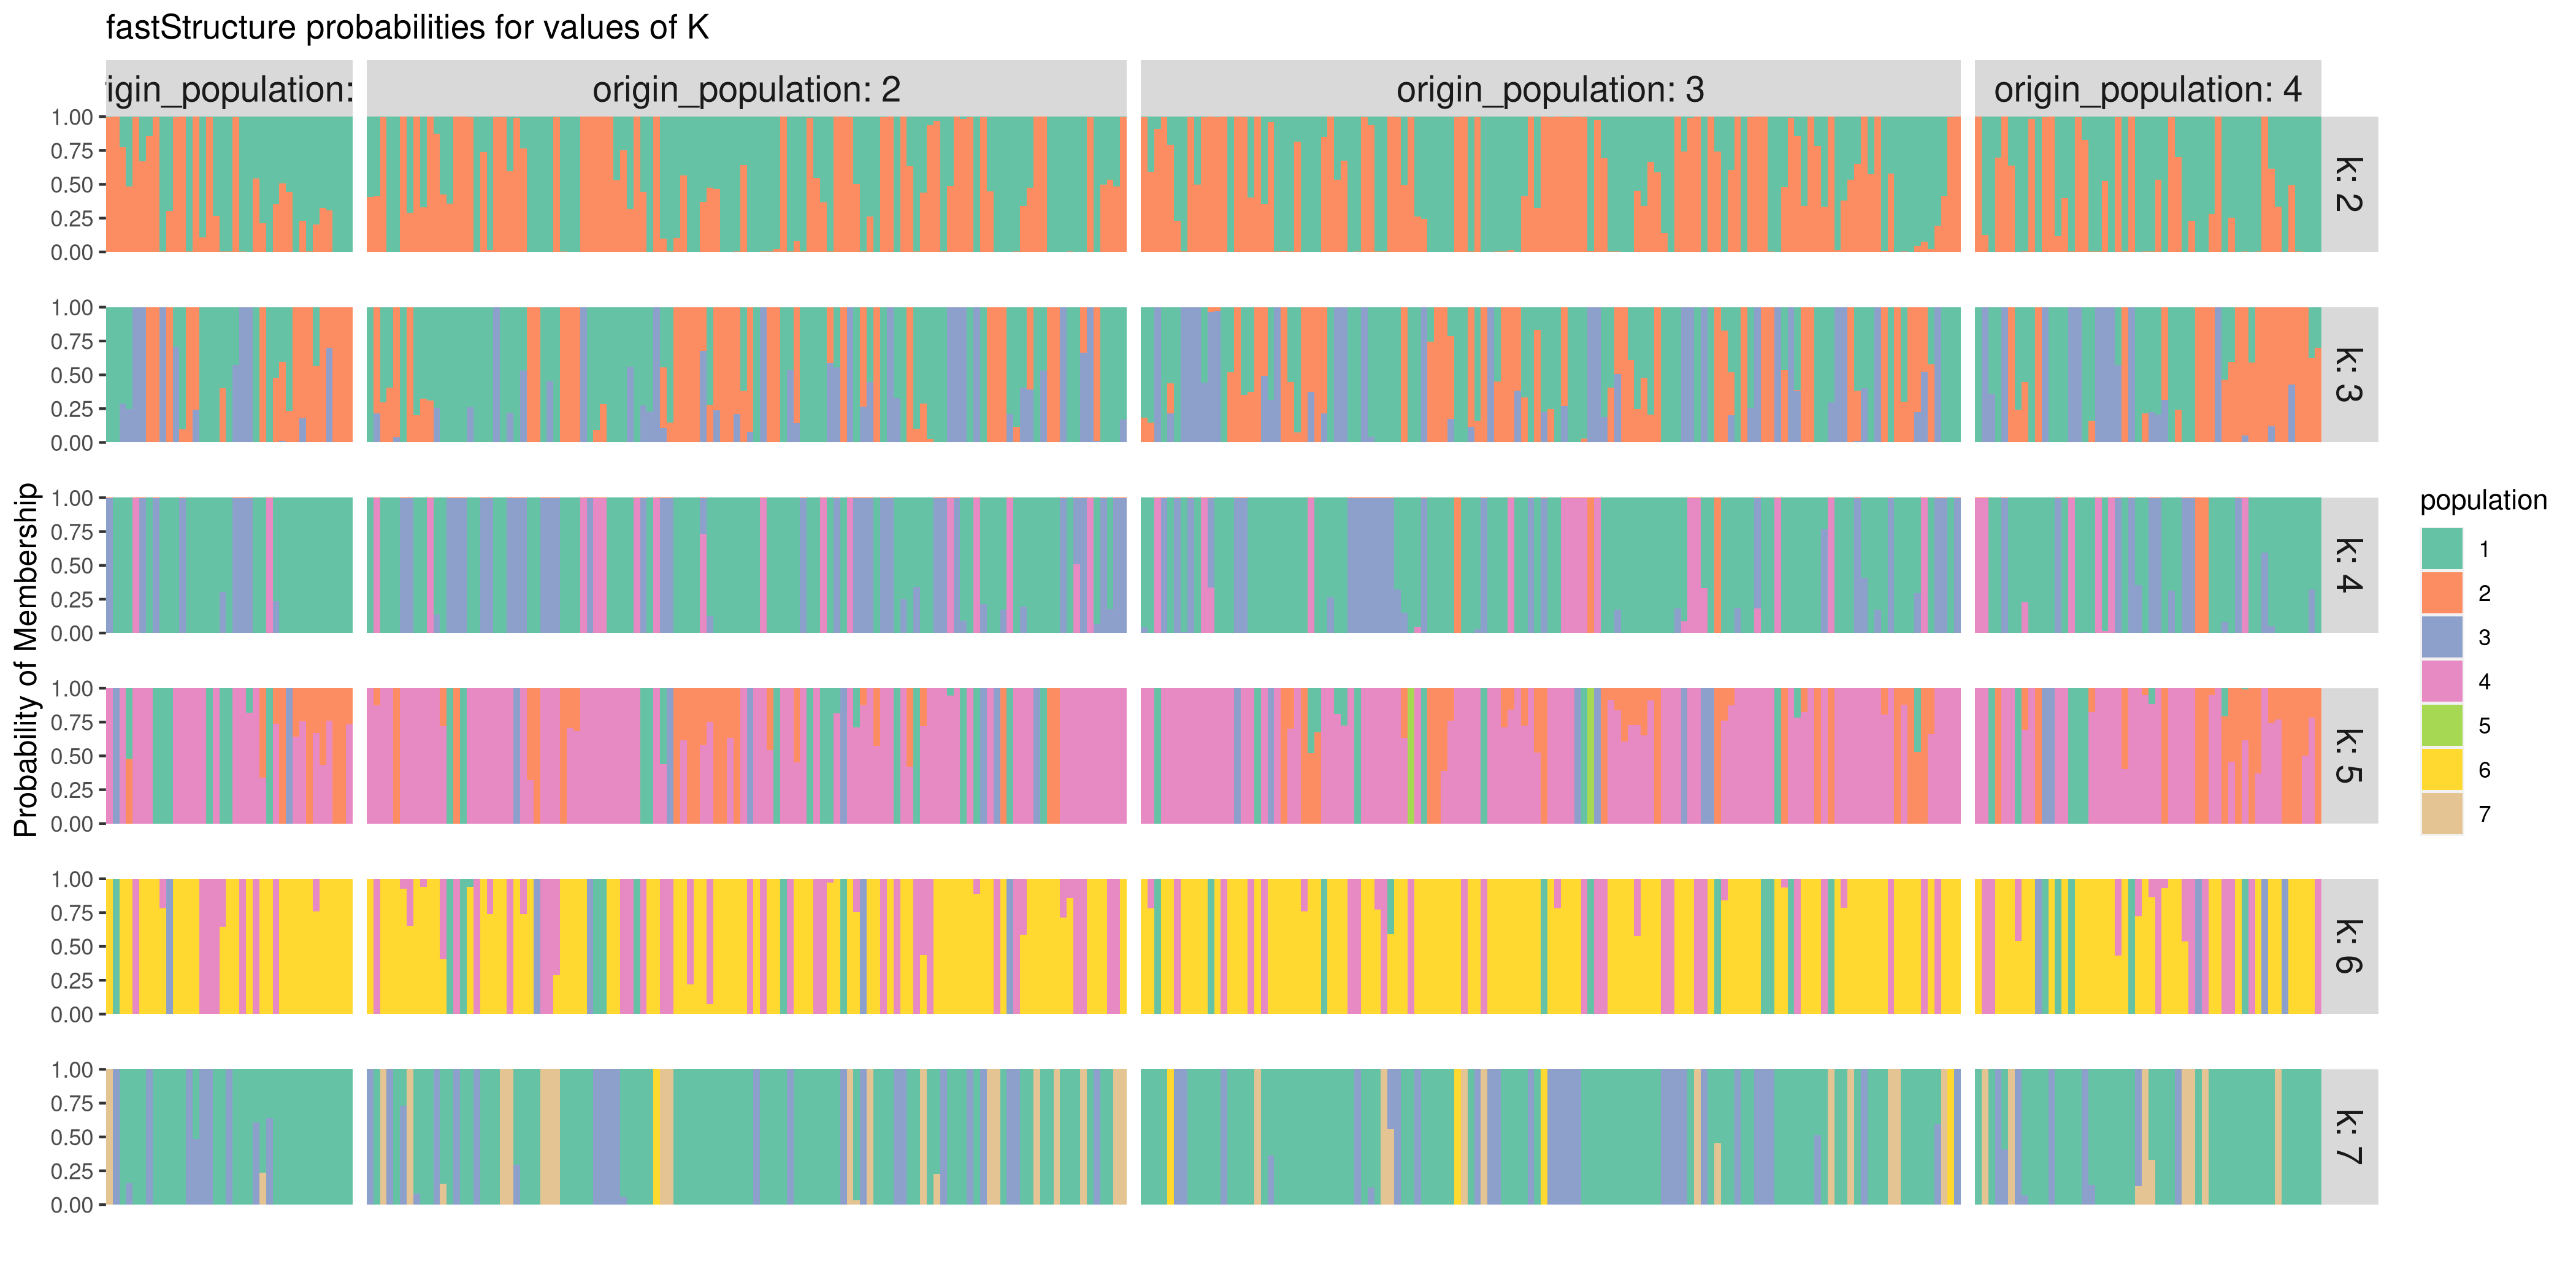 fastStructure probabilities for values of K
igin_population:
origin_population: 2
origin_population: 3
origin_population: 4
1.00
0.75
0.50
0.25
0.00
k: 2
1.00
0.75
0.50
0.25
0.00
k: 3
1.00
0.75
0.50
0.25
0.00
k: 4
1.00
0.75
0.50
0.25
0.00
k: 5
1.00
0.75
0.50
0.25
0.00
k: 6
1.00
0.75
0.50
0.25
0.00
k: 7
Probability of Membership
population
1
2
3
4
5
6
7